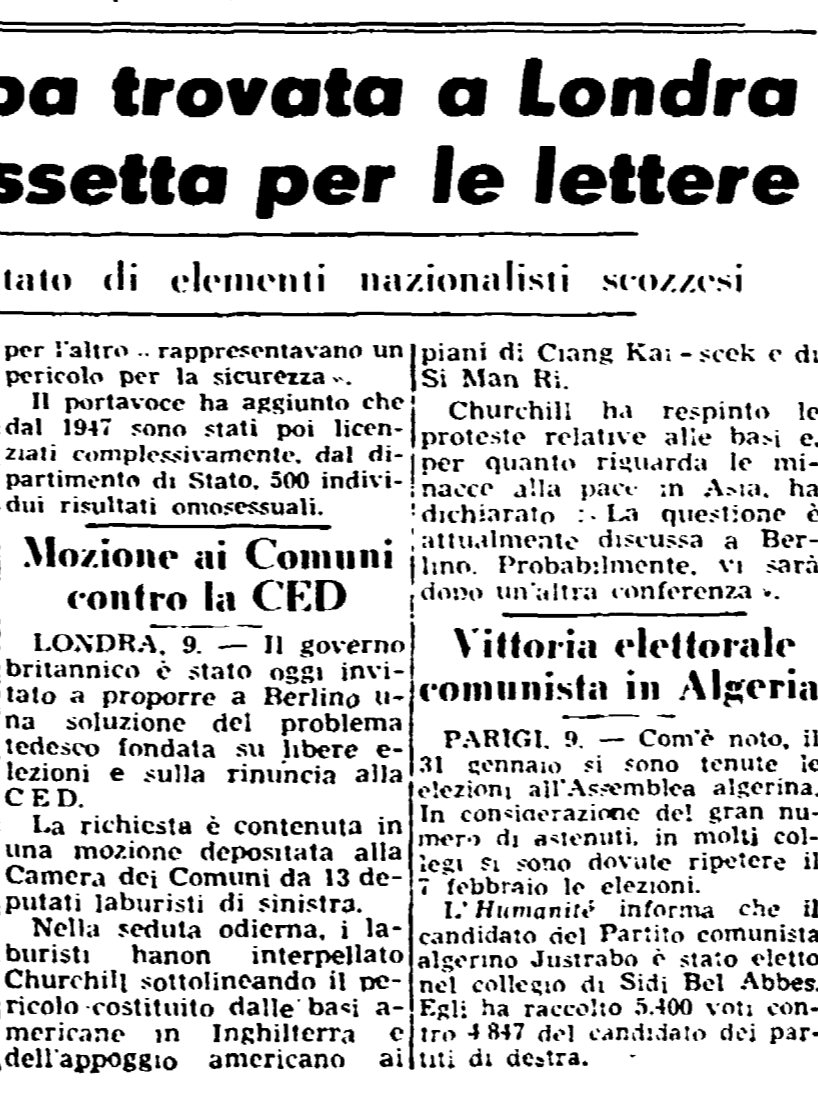 pa trovata a Londra
ssetta per le lettere
tato di elementi nazionalisti scozzesi
per l'altro .. rappresentavano un
pericolo per la sicurezza ».
Il portavoce ha aggiunto che
dal 1947 sono stati poi licen-
ziati complessivamente, dal di-
partimento di Stato, 500 indivi-
dui risultati omosessuali.
Mozione ai Comuni
contro la CED
LONDRA, 9. — Il governo
britannico è stato oggi invi-
tato a proporre a Berlino u-
na soluzione del problema
tedesco fondata su libere e-
lezioni e sulla rinuncia alla
CED.
La richiesta è contenuta in
una mozione depositata alla
Camera dei Comuni da 13 de-
putati laburisti di sinistra.
Nella seduta odierna, i la-
buristi hanon interpellato
Churchill sottolineando il pe-
ricolo costituito dalle basi a-
mericane in Inghilterra e
dell'appoggio americano ai
piani di Ciang Kai-seek e di
Si Man Ri.
Churchill ha respinto le
proteste relative alle basi e,
per quanto riguarda le mi-
nacce alla pace in Asia, ha
dichiarato : « La questione è
attualmente discussa a Ber-
lino. Probabilmente, vi sarà
dopo un'altra conferenza ».
Vittoria elettorale
comunista in Algeria
PARIGI, 9. — Com'è noto, il
31 gennaio si sono tenute le
elezioni all'Assemblea algerina.
In considerazione del gran nu-
mero di astenuti, in molti col-
legi si sono dovute ripetere il
7 febbraio le elezioni.
L'Humanité informa che il
candidato del Partito comunista
algerino Justrabo è stato eletto
nel collegio di Sidi Bel Abbes.
Egli ha raccolto 5.400 voti con-
tro 4 847 del candidato dei par-
titi di destra.